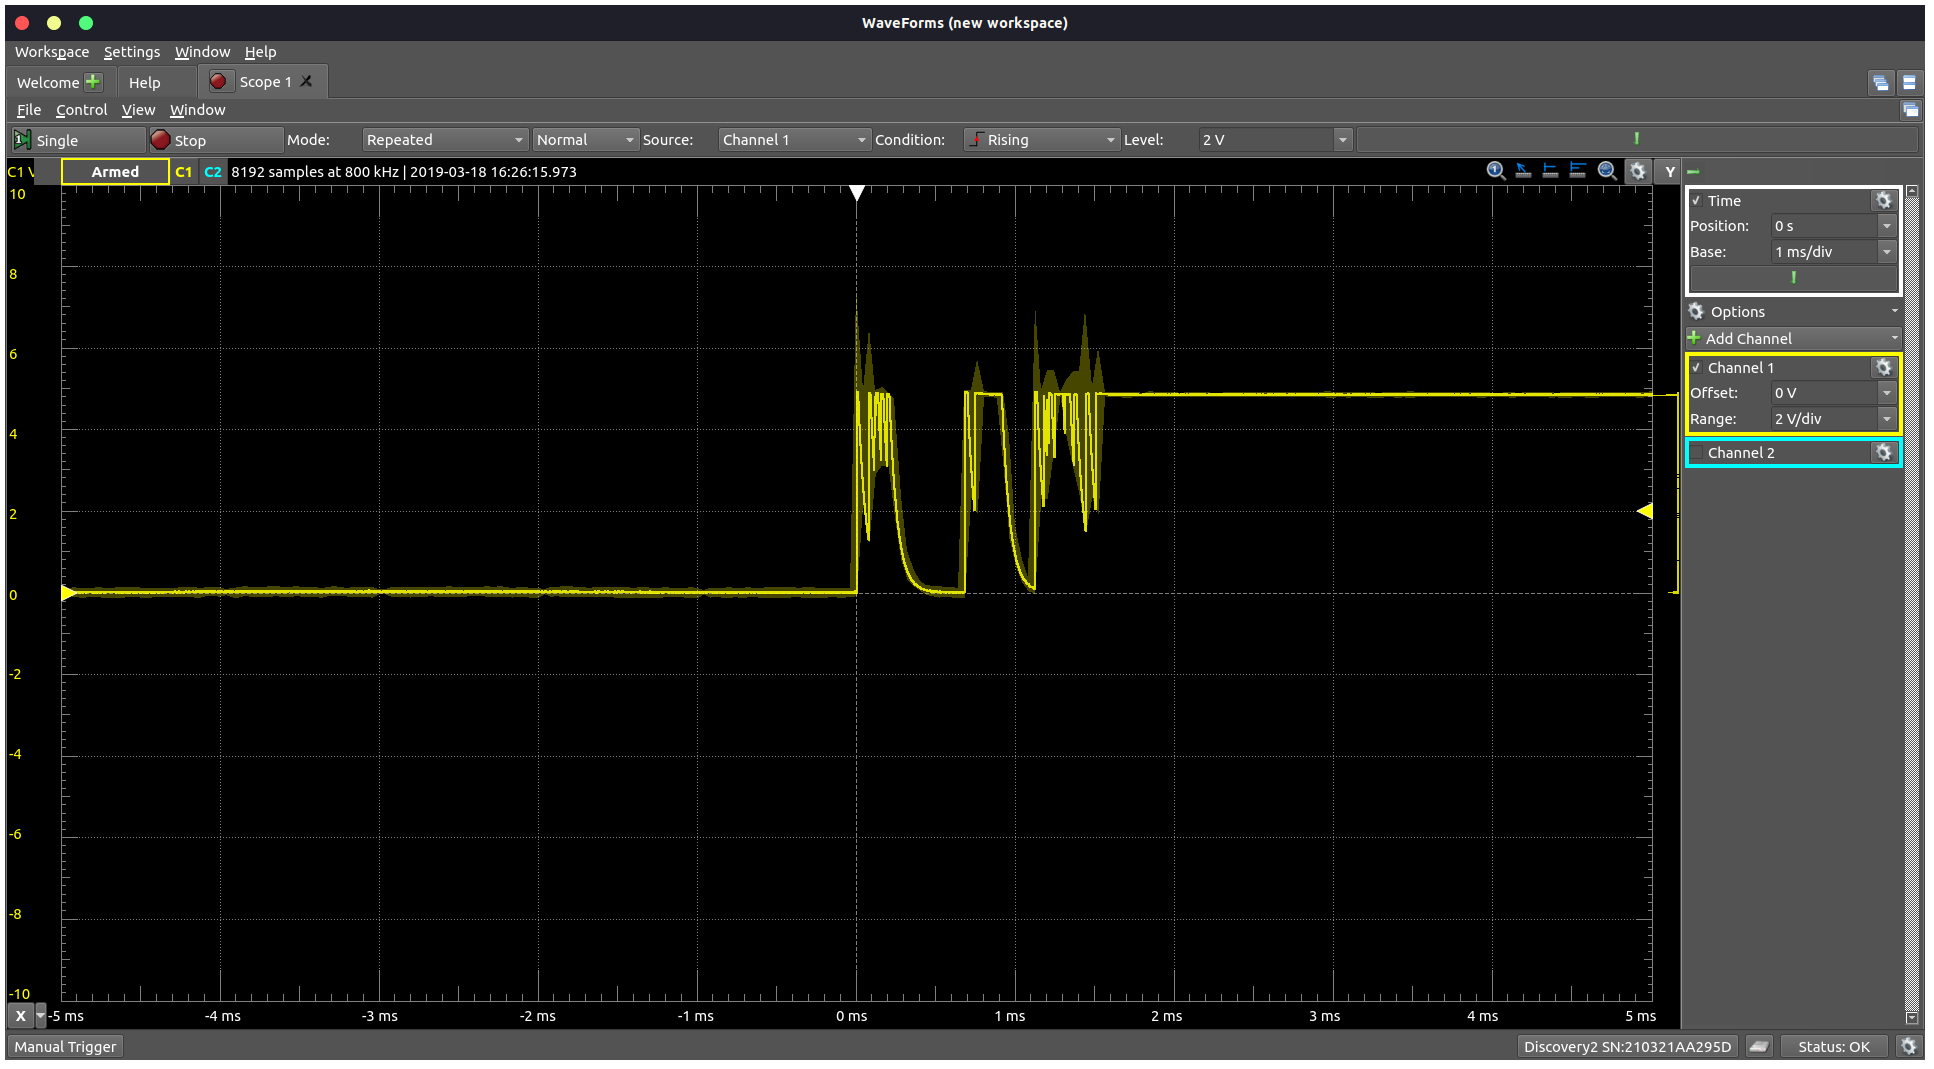 WaveForms (new workspace)
Workspace Settings Window Help
Welcome Help Scope 1
File Control View Window
Single Stop Mode: Repeated Normal Source: Channel 1 Condition: Rising Level: 2 V
C1 V Armed C1 C2 8192 samples at 800 kHz | 2019-03-18 16:26:15.973 Y
10
8
6
4
2
0
-2
-4
-6
-8
-10
Time
Position: 0 s
Base: 1 ms/div
Options
Add Channel
Channel 1
Offset: 0 V
Range: 2 V/div
Channel 2
X -5 ms -4 ms -3 ms -2 ms -1 ms 0 ms 1 ms 2 ms 3 ms 4 ms 5 ms
Manual Trigger Discovery2 SN:210321AA295D Status: OK